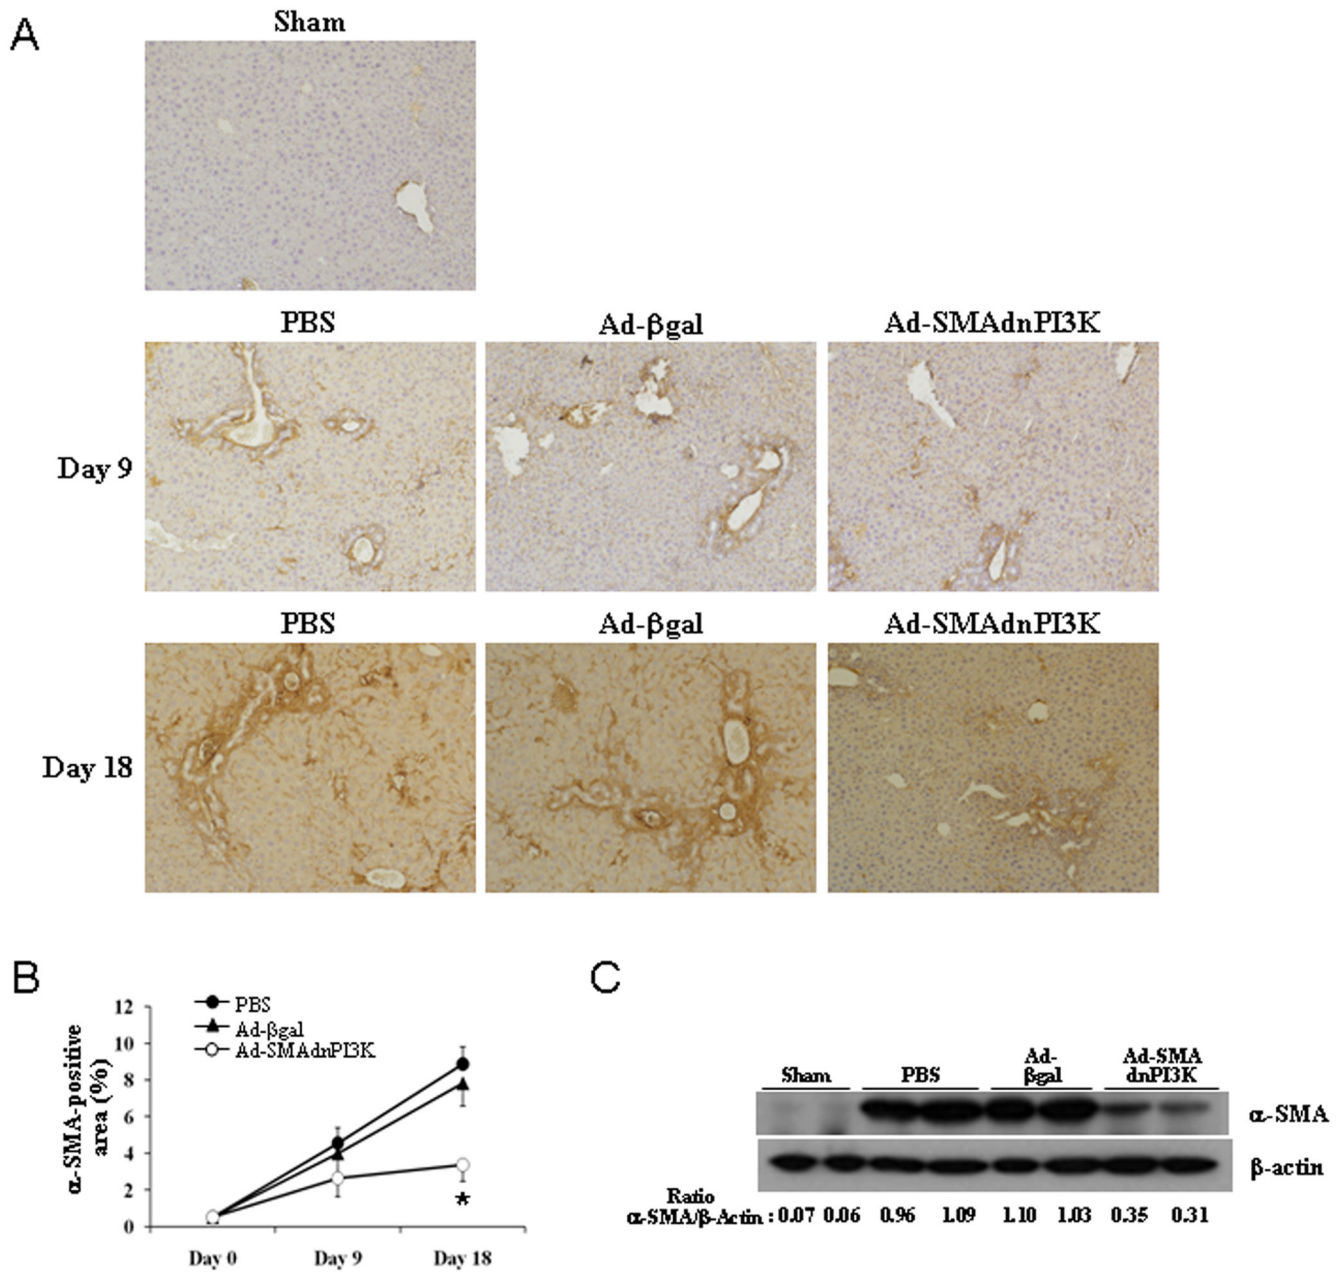 A
Sham
PBS
Ad-βgal
Ad-SMAdnPI3K
Day 9
PBS
Ad-βgal
Ad-SMAdnPI3K
Day 18
B
α-SMA-positive
area (%)
12
10
8
6
4
2
0
PBS
Ad-βgal
Ad-SMAdnPI3K
*
Day 0
Day 9
Day 18
C
Sham
PBS
Ad-
βgal
Ad-SMA
dnPI3K
α-SMA
β-actin
Ratio
α-SMA/β-Actin : 0.07 0.06 0.96 1.09 1.10 1.03 0.35 0.31